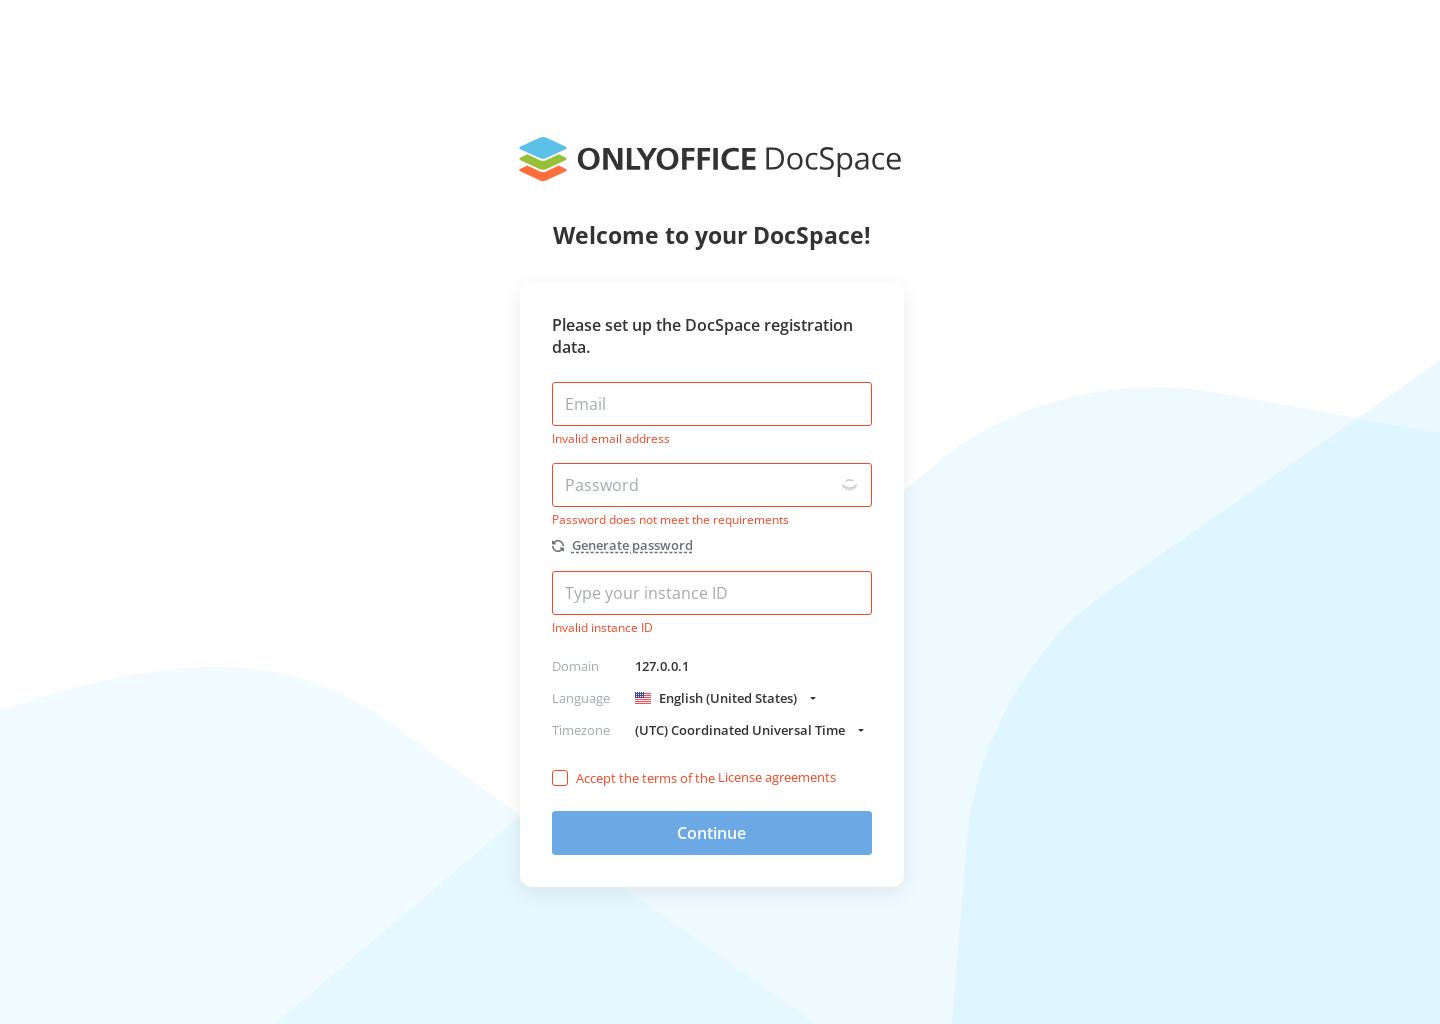 ONLYOFFICE DocSpace
Welcome to your DocSpace!
Please set up the DocSpace registration
data.
Email
Invalid email address
Password
Password does not meet the requirements
Generate password
Type your instance ID
Invalid instance ID
Domain 127.0.0.1
Language English (United States)
Timezone (UTC) Coordinated Universal Time
Accept the terms of the License agreements
Continue